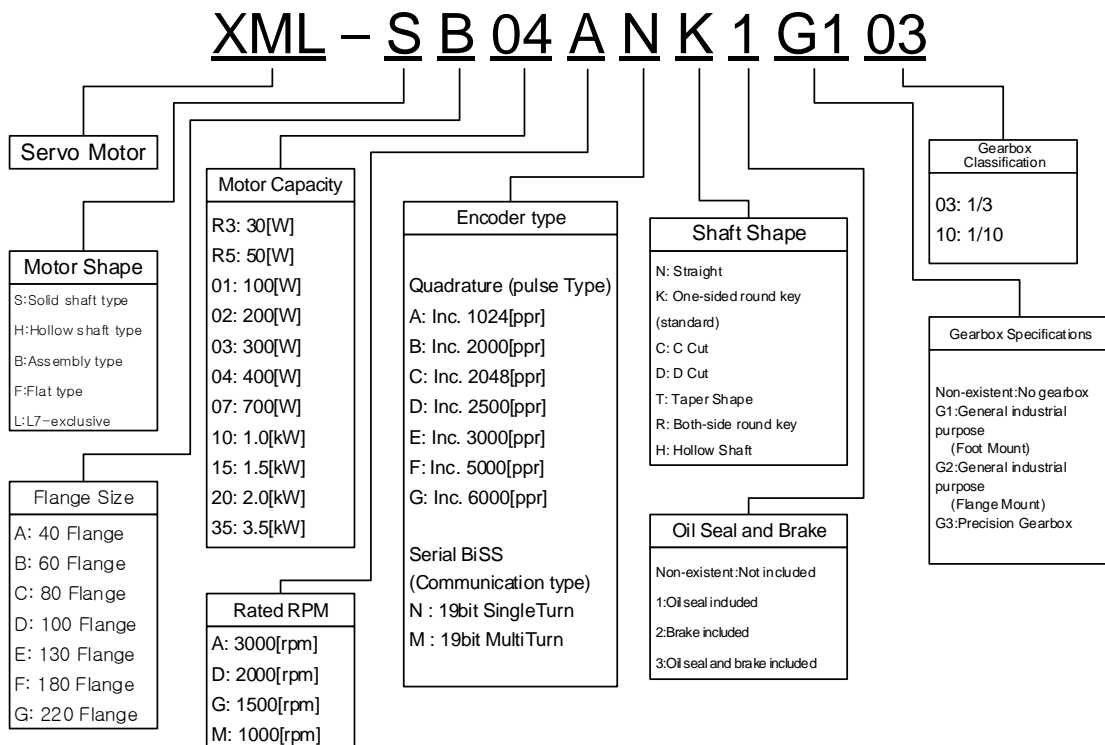 XML – S B 04 A N K 1 G1 03
Servo Motor
Motor Shape
S:Solid shaft type
H:Hollow shaft type
B:Assembly type
F:Flat type
L:L7-exclusive
Flange Size
A: 40 Flange
B: 60 Flange
C: 80 Flange
D: 100 Flange
E: 130 Flange
F: 180 Flange
G: 220 Flange
Motor Capacity
R3: 30[W]
R5: 50[W]
01: 100[W]
02: 200[W]
03: 300[W]
04: 400[W]
07: 700[W]
10: 1.0[kW]
15: 1.5[kW]
20: 2.0[kW]
35: 3.5[kW]
Rated RPM
A: 3000[rpm]
D: 2000[rpm]
G: 1500[rpm]
M: 1000[rpm]
Encoder type
Quadrature (pulse Type)
A: Inc. 1024[ppr]
B: Inc. 2000[ppr]
C: Inc. 2048[ppr]
D: Inc. 2500[ppr]
E: Inc. 3000[ppr]
F: Inc. 5000[ppr]
G: Inc. 6000[ppr]
Serial BiSS
(Communication type)
N : 19bit SingleTurn
M : 19bit MultiTurn
Shaft Shape
N: Straight
K: One-sided round key
(standard)
C: C Cut
D: D Cut
T: Taper Shape
R: Both-side round key
H: Hollow Shaft
Oil Seal and Brake
Non-existent:Not included
1:Oil seal included
2:Brake included
3:Oil seal and brake included
Gearbox
Classification
03: 1/3
10: 1/10
Gearbox Specifications
Non-existent:No gearbox
G1:General industrial
purpose
(Foot Mount)
G2:General industrial
purpose
(Flange Mount)
G3:Precision Gearbox